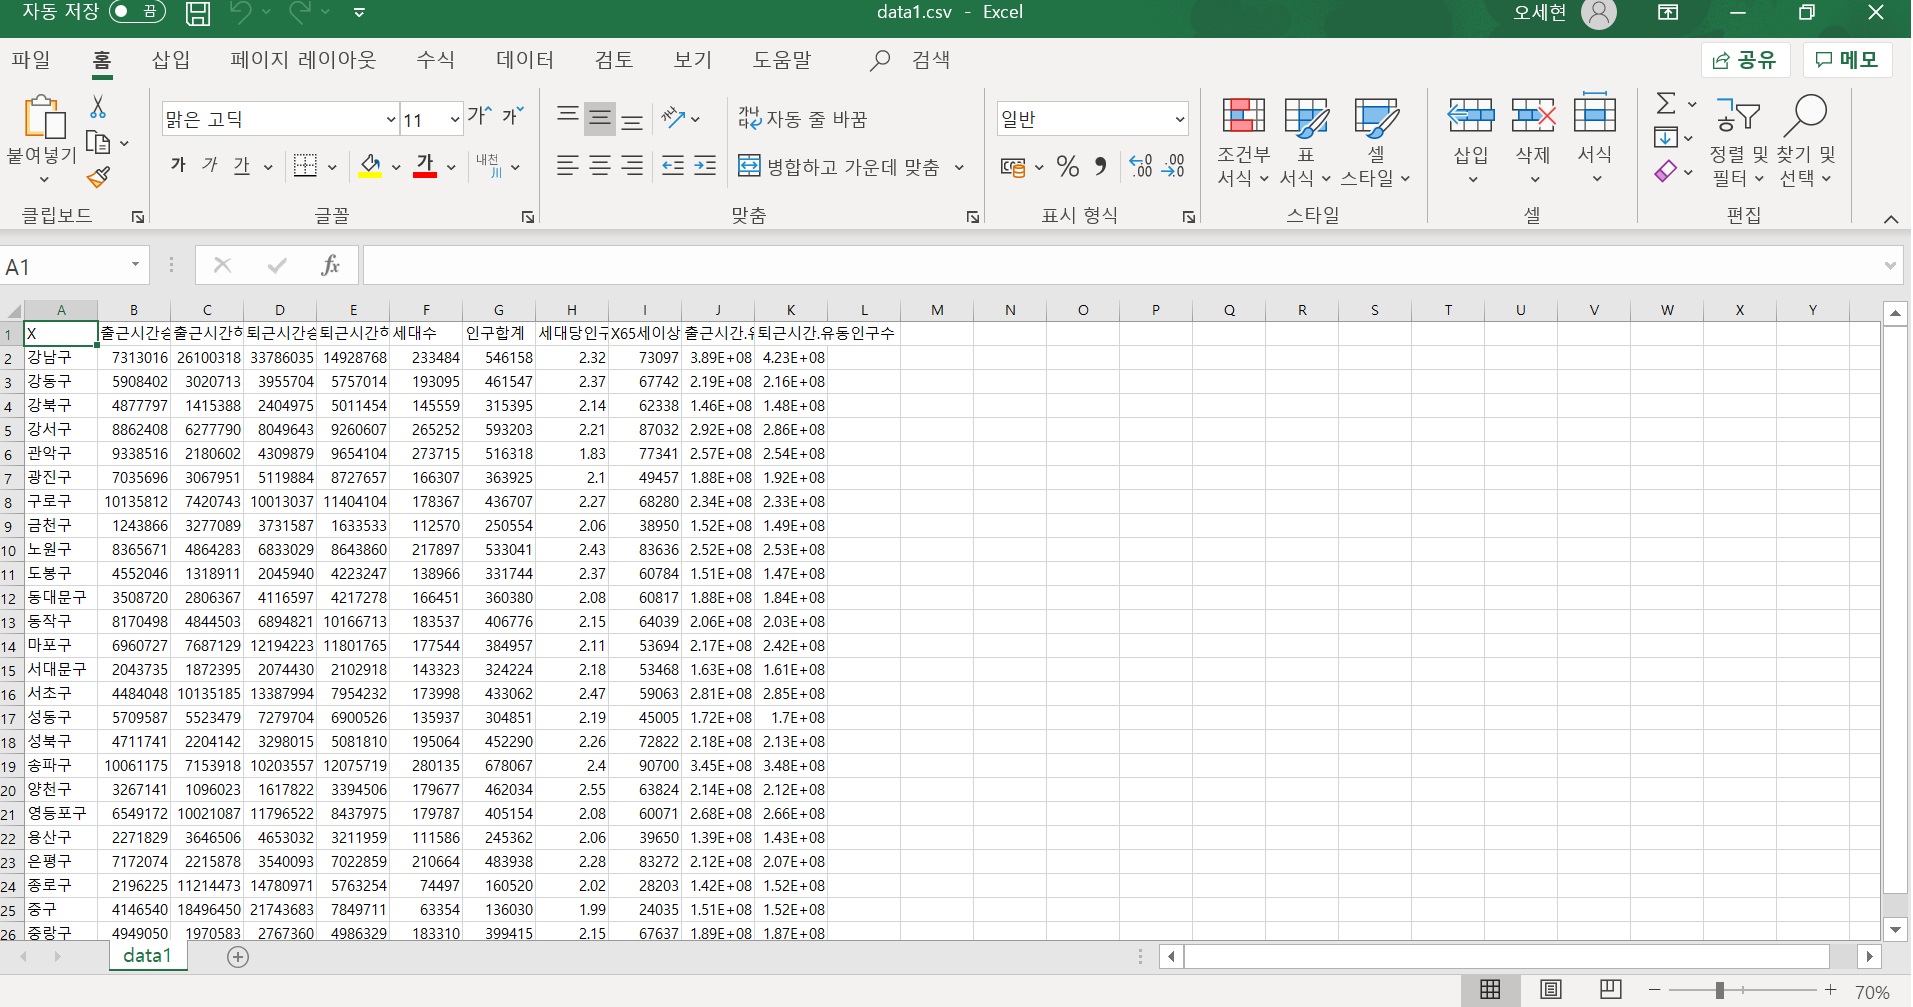 자동 저장 끔 data1.csv - Excel 오세현
파일 홈 삽입 페이지 레이아웃 수식 데이터 검토 보기 도움말 검색 공유 메모
붙여넣기 맑은 고딕 11 가 가 자동 줄 바꿈 일반 조건부 서식 표 서식 셀 스타일 삽입 삭제 서식 정렬 및 필터 찾기 및 선택
가 가 가 가 내천 병합하고 가운데 맞춤 % 9
클립보드 글꼴 맞춤 표시 형식 스타일 셀 편집
A1 fx
A B C D E F G H I J K L M N O P Q R S T U V W X Y
1 X 출근시간승 출근시간하 퇴근시간승 퇴근시간하 세대수 인구합계 세대당인구 X65세이상 출근시간.유 퇴근시간.유동인구수
2 강남구 7313016 26100318 33786035 14928768 233484 546158 2.32 73097 3.89E+08 4.23E+08
3 강동구 5908402 3020713 3955704 5757014 193095 461547 2.37 67742 2.19E+08 2.16E+08
4 강북구 4877797 1415388 2404975 5011454 145559 315395 2.14 62338 1.46E+08 1.48E+08
5 강서구 8862408 6277790 8049643 9260607 265252 593203 2.21 87032 2.92E+08 2.86E+08
6 관악구 9338516 2180602 4309879 9654104 273715 516318 1.83 77341 2.57E+08 2.54E+08
7 광진구 7035696 3067951 5119884 8727657 166307 363925 2.1 49457 1.88E+08 1.92E+08
8 구로구 10135812 7420743 10013037 11404104 178367 436707 2.27 68280 2.34E+08 2.33E+08
9 금천구 1243866 3277089 3731587 1633533 112570 250554 2.06 38950 1.52E+08 1.49E+08
10 노원구 8365671 4864283 6833029 8643860 217897 533041 2.43 83636 2.52E+08 2.53E+08
11 도봉구 4552046 1318911 2045940 4223247 138966 331744 2.37 60784 1.51E+08 1.47E+08
12 동대문구 3508720 2806367 4116597 4217278 166451 360380 2.08 60817 1.88E+08 1.84E+08
13 동작구 8170498 4844503 6894821 10166713 183537 406776 2.15 64039 2.06E+08 2.03E+08
14 마포구 6960727 7687129 12194223 11801765 177544 384957 2.11 53694 2.17E+08 2.42E+08
15 서대문구 2043735 1872395 2074430 2102918 143323 324224 2.18 53468 1.63E+08 1.61E+08
16 서초구 4484048 10135185 13387994 7954232 173998 433062 2.47 59063 2.81E+08 2.85E+08
17 성동구 5709587 5523479 7279704 6900526 135937 304851 2.19 45005 1.72E+08 1.7E+08
18 성북구 4711741 2204142 3298015 5081810 195064 452290 2.26 72822 2.18E+08 2.13E+08
19 송파구 10061175 7153918 10203557 12075719 280135 678067 2.4 90700 3.45E+08 3.48E+08
20 양천구 3267141 1096023 1617822 3394506 179677 462034 2.55 63824 2.14E+08 2.12E+08
21 영등포구 6549172 10021087 11796522 8437975 179787 405154 2.08 60071 2.68E+08 2.66E+08
22 용산구 2271829 3646506 4653032 3211959 111586 245362 2.06 39650 1.39E+08 1.43E+08
23 은평구 7172074 2215878 3540093 7022859 210664 483938 2.28 83272 2.12E+08 2.07E+08
24 종로구 2196225 11214473 14780971 5763254 74497 160520 2.02 28203 1.42E+08 1.52E+08
25 중구 4146540 18496450 21743683 7849711 63354 136030 1.99 24035 1.51E+08 1.52E+08
26 중랑구 4949050 1970583 2767360 4986329 183310 399415 2.15 67637 1.89E+08 1.87E+08
data1
70%